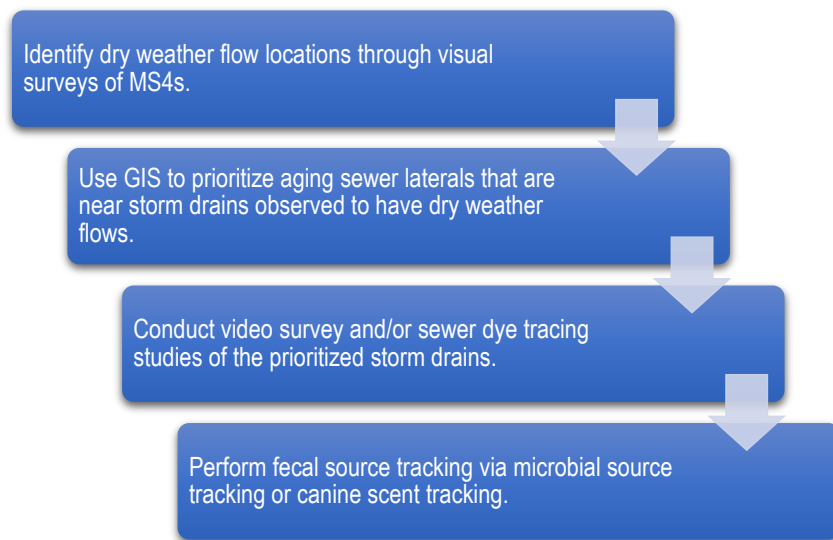 Identify dry weather flow locations through visual
surveys of MS4s.
Use GIS to prioritize aging sewer laterals that are
near storm drains observed to have dry weather
flows.
Conduct video survey and/or sewer dye tracing
studies of the prioritized storm drains.
Perform fecal source tracking via microbial source
tracking or canine scent tracking.